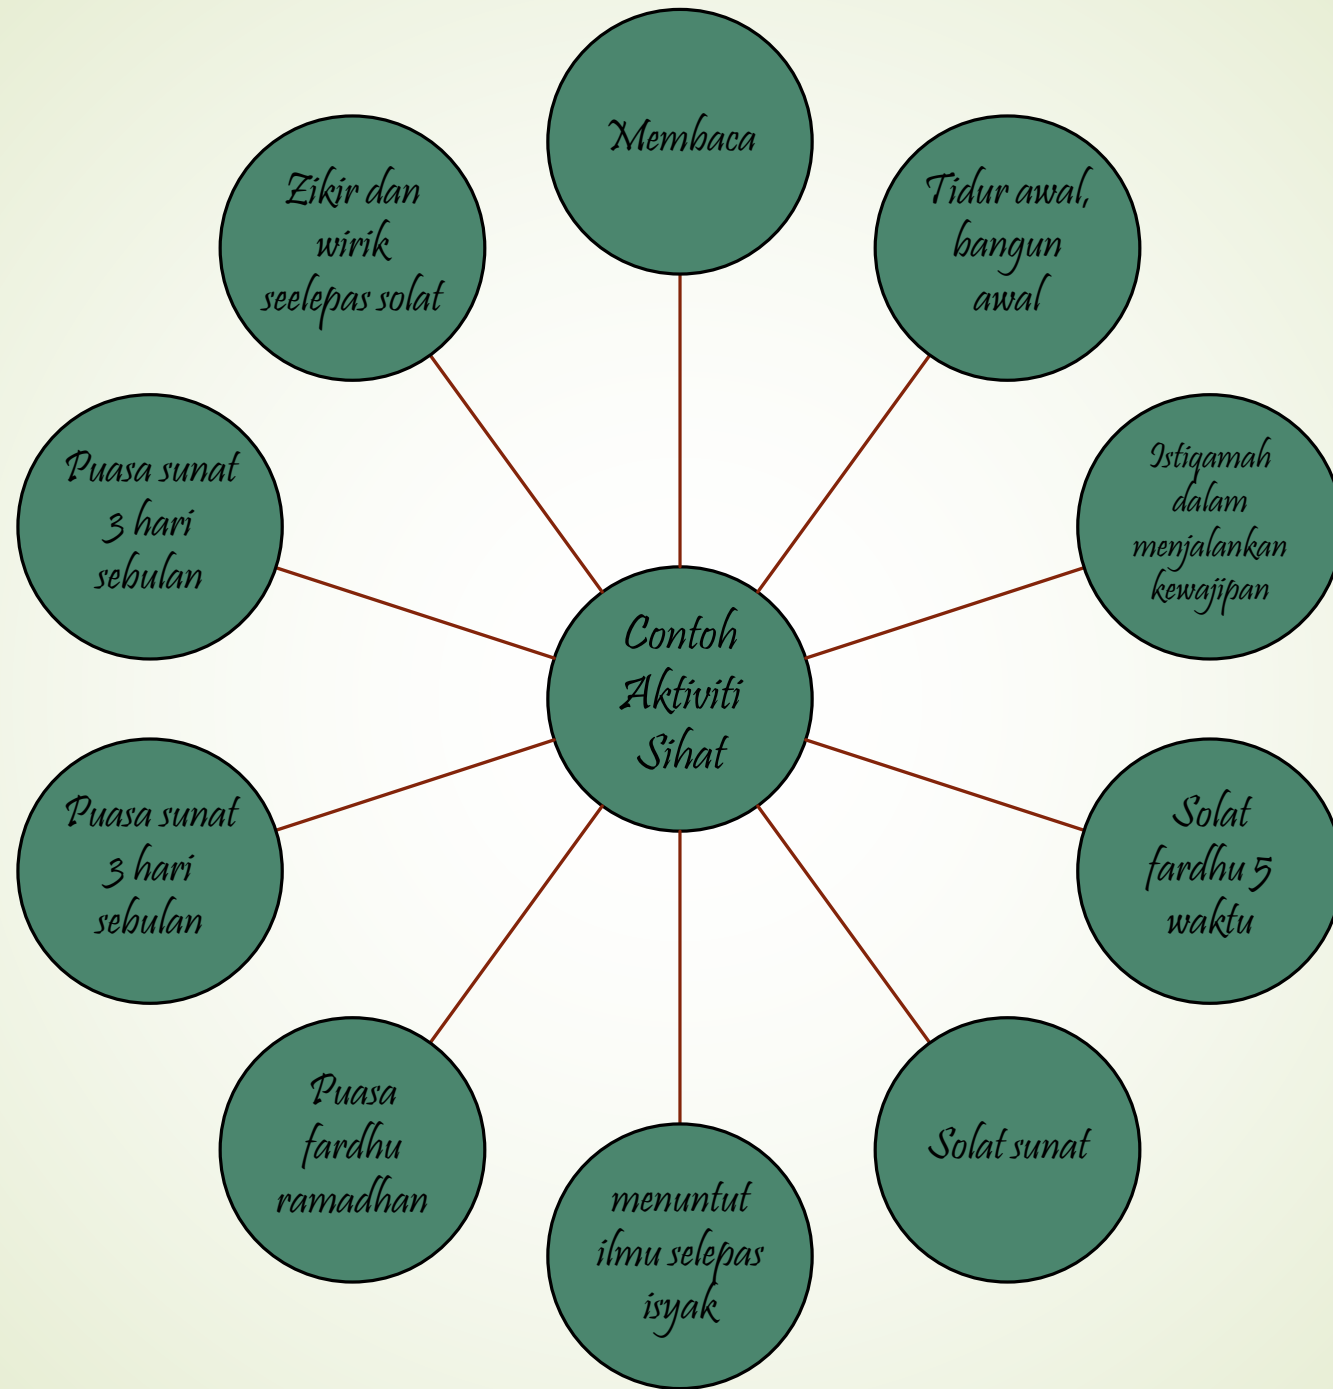 Membaca
Tidur awal,
bangun
awal
Istiqamah
dalam
menjalankan
kewajipan
Solat
fardhu 5
waktu
Solat sunat
menuntut
ilmu selepas
isyak
Puasa
fardhu
ramadhan
Puasa sunat
3 hari
sebulan
Puasa sunat
3 hari
sebulan
Zikir dan
wirik
seelepas solat
Contoh
Aktiviti
Sihat